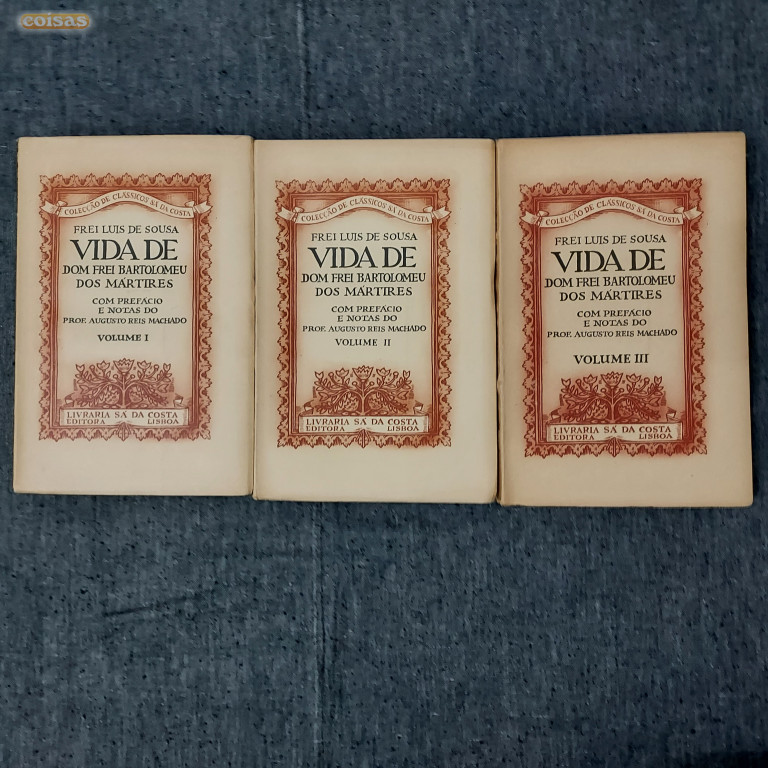 coisas
COLECÇÃO DE CLÁSSICOS SÁ DA COSTA
FREI LUIS DE SOUSA
VIDA DE
DOM FREI BARTOLOMEU
DOS MÁRTIRES
COM PREFÁCIO
E NOTAS DO
PROF. AUGUSTO REIS MACHADO
VOLUME I
LIVRARIA SÁ DA COSTA
EDITORA LISBOA
COLECÇÃO DE CLÁSSICOS SÁ DA COSTA
FREI LUIS DE SOUSA
VIDA DE
DOM FREI BARTOLOMEU
DOS MÁRTIRES
COM PREFÁCIO
E NOTAS DO
PROF. AUGUSTO REIS MACHADO
VOLUME II
LIVRARIA SÁ DA COSTA
EDITORA LISBOA
COLECÇÃO DE CLÁSSICOS SÁ DA COSTA
FREI LUIS DE SOUSA
VIDA DE
DOM FREI BARTOLOMEU
DOS MÁRTIRES
COM PREFÁCIO
E NOTAS DO
PROF. AUGUSTO REIS MACHADO
VOLUME III
LIVRARIA SÁ DA COSTA
EDITORA LISBOA